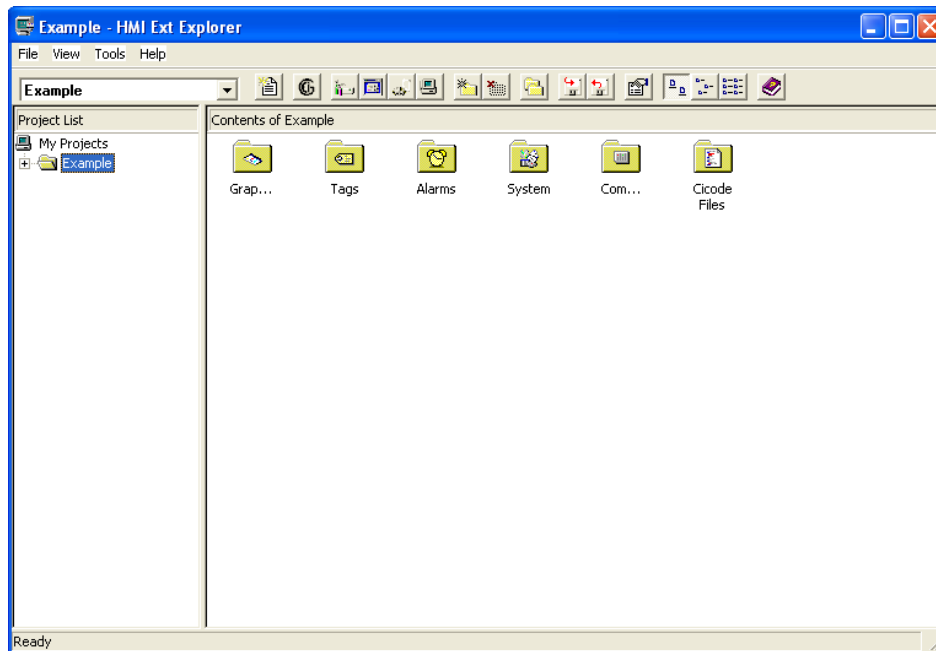 Example - HMI Ext Explorer
File View Tools Help
Example
Project List
Contents of Example
My Projects
Example
Grap...
Tags
Alarms
System
Com...
Cicode
Files
Ready